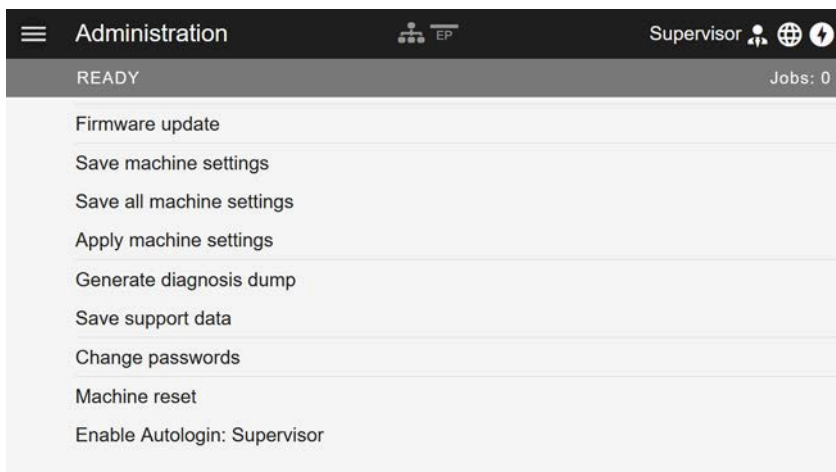 Administration
EP
Supervisor
READY
Jobs: 0
Firmware update
Save machine settings
Save all machine settings
Apply machine settings
Generate diagnosis dump
Save support data
Change passwords
Machine reset
Enable Autologin: Supervisor